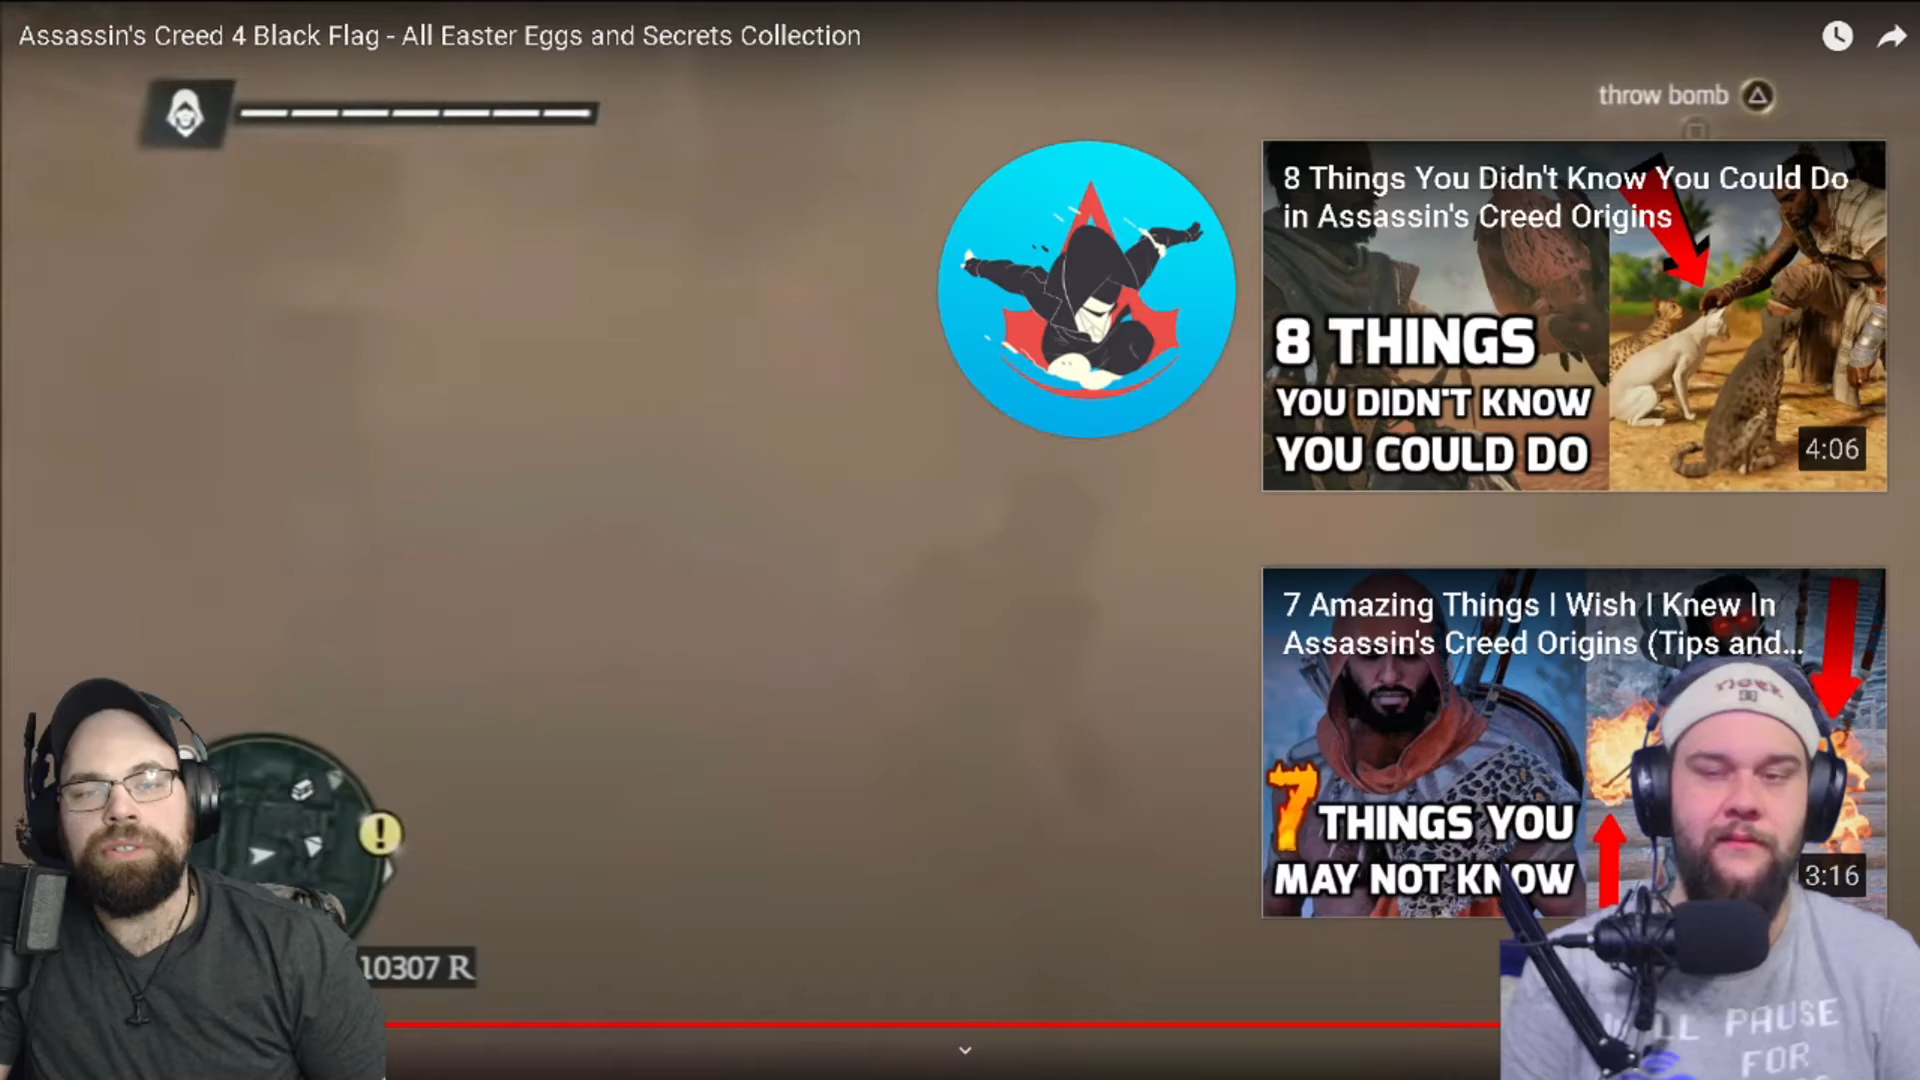 Assassin's Creed 4 Black Flag - All Easter Eggs and Secrets Collection
throw bomb
8 Things You Didn't Know You Could Do
in Assassin's Creed Origins
8 THINGS
YOU DIDN'T KNOW
YOU COULD DO
4:06
7 Amazing Things I Wish I Knew In
Assassin's Creed Origins (Tips and...
7 THINGS YOU
MAY NOT KNOW
3:16
10307 R
PAUSE
FOR